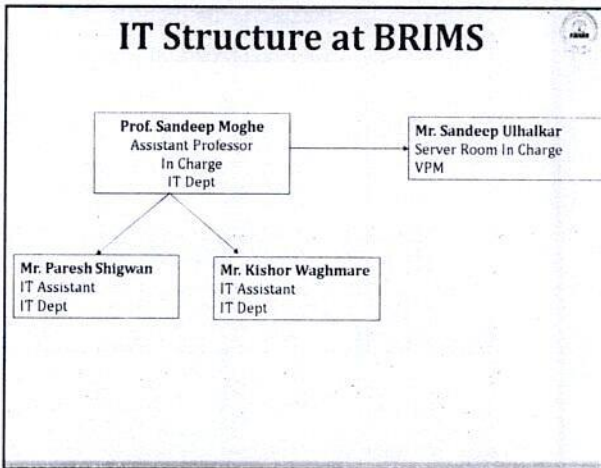 IT Structure at BRIMS
Prof. Sandeep Moghe
Assistant Professor
In Charge
IT Dept
Mr. Sandeep Ulhalkar
Server Room In Charge
VPM
Mr. Paresh Shigwan
IT Assistant
IT Dept
Mr. Kishor Waghmare
IT Assistant
IT Dept